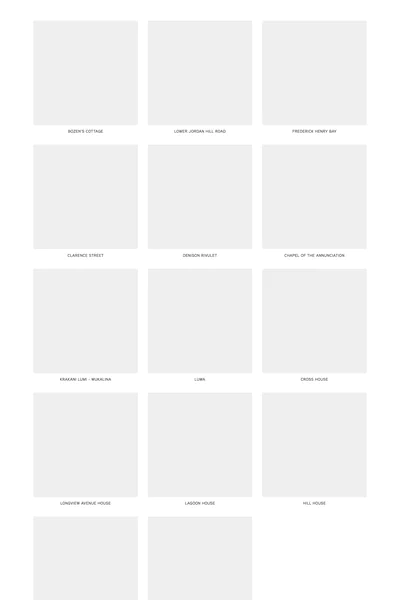 BOZEN'S COTTAGE
LOWER JORDAN HILL ROAD
FREDERICK HENRY BAY
CLARENCE STREET
DENISON RIVULET
CHAPEL OF THE ANNUNCIATION
KRAKANI LUMI - WUKALINA
LUMA
CROSS HOUSE
LONGVIEW AVENUE HOUSE
LAGOON HOUSE
HILL HOUSE